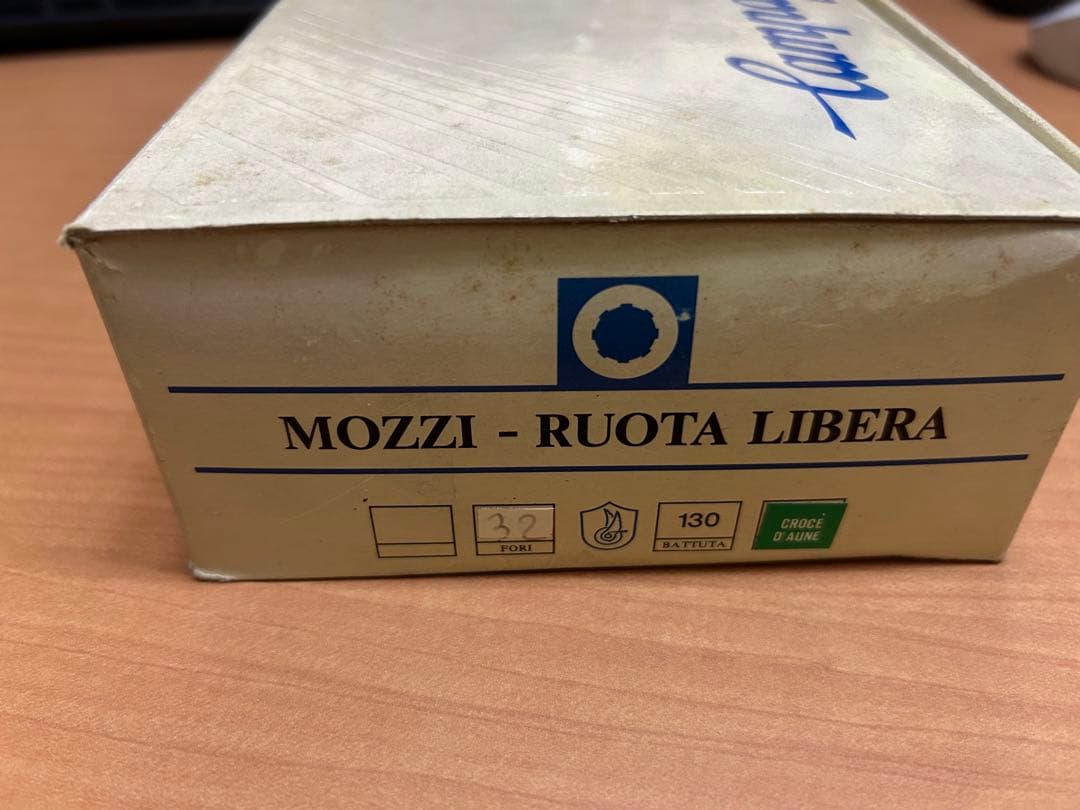 MOZZI - RUOTA LIBERA
32
FORI
130
BATTUTA
CROCE
D'AUNE